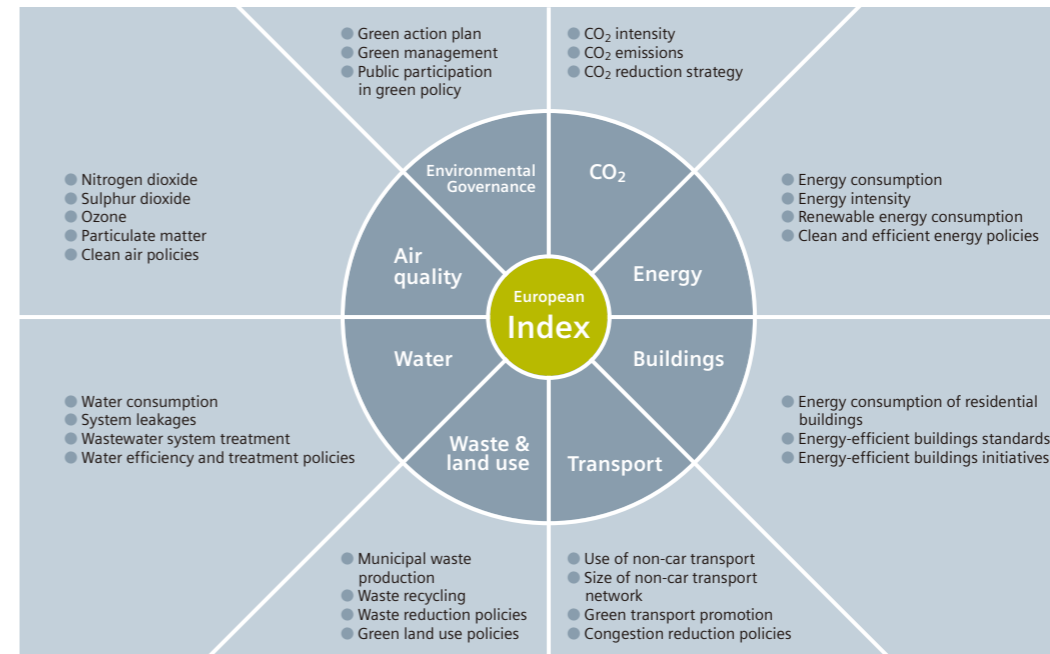 Green action plan
Green management
Public participation
in green policy
CO₂ intensity
CO₂ emissions
CO₂ reduction strategy
Nitrogen dioxide
Sulphur dioxide
Ozone
Particulate matter
Clean air policies
Environmental
Governance
CO₂
Energy consumption
Energy intensity
Renewable energy consumption
Clean and efficient energy policies
Air
quality
Energy
European
Index
Water
Buildings
Waste &
land use
Transport
Water consumption
System leakages
Wastewater system treatment
Water efficiency and treatment policies
Energy consumption of residential
buildings
Energy-efficient buildings standards
Energy-efficient buildings initiatives
Municipal waste
production
Waste recycling
Waste reduction policies
Green land use policies
Use of non-car transport
Size of non-car transport
network
Green transport promotion
Congestion reduction policies